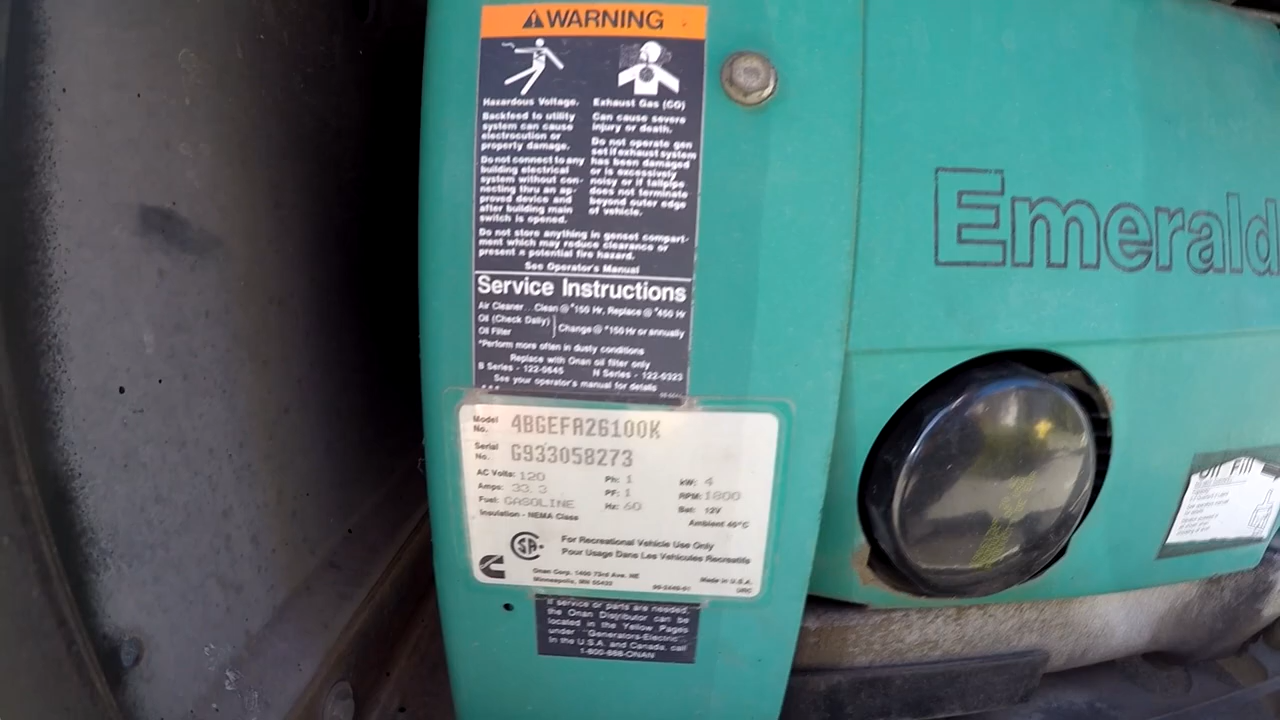 WARNING
Hazardous Voltage.
Backfeed to utility
system can cause
electrocution or
property damage.
Do not connect to any
building electrical
system without con-
necting thru an ap-
proved device and
after building main
switch is opened.
Exhaust Gas (CO)
Can cause severe
injury or death.
Do not operate gen
set if exhaust system
has been damaged
or is excessively
noisy or if tailpipe
does not terminate
beyond outer edge
of vehicle.
Do not store anything in genset compart-
ment which may reduce clearance or
present a potential fire hazard.
See Operator's Manual
Service Instructions
Air Cleaner... Clean @ *150 Hr, Replace @ *450 Hr
Oil (Check Daily)
Oil Filter
Change @ *150 Hr or annually
*Perform more often in dusty conditions
Replace with Onan oil filter only
B Series - 122-0645 N Series - 122-0323
See your operator's manual for details
Model No. 4BGEFA26100K
Serial No. G933058273
AC Volts: 120 Ph: 1 kW: 4
Amps: 33.3 PF: 1 RPM: 1800
Fuel: GASOLINE Hz: 60 Bat: 12V
Insulation - NEMA Class Ambient 40°C
SA
For Recreational Vehicle Use Only
Pour Usage Dans Les Vehicules Recreatifs
Onan Corp. 1400 73rd Ave. NE
Minneapolis, MN 55432
Made in U.S.A.
If service or parts are needed,
the Onan Distributor can be
located in the Yellow Pages
under "Generators-Electric".
In the U.S.A. and Canada, call
1-800-888-ONAN
Emerald
Oil Fill